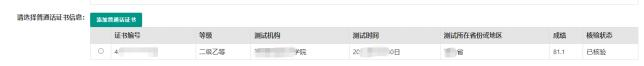 请选择普通话证书信息： 添加普通话证书
证书编号 等级 测试机构 测试时间 测试所在省份或地区 成绩 核验状态
4 二级乙等 学院 20 0日 省 81.1 已核验